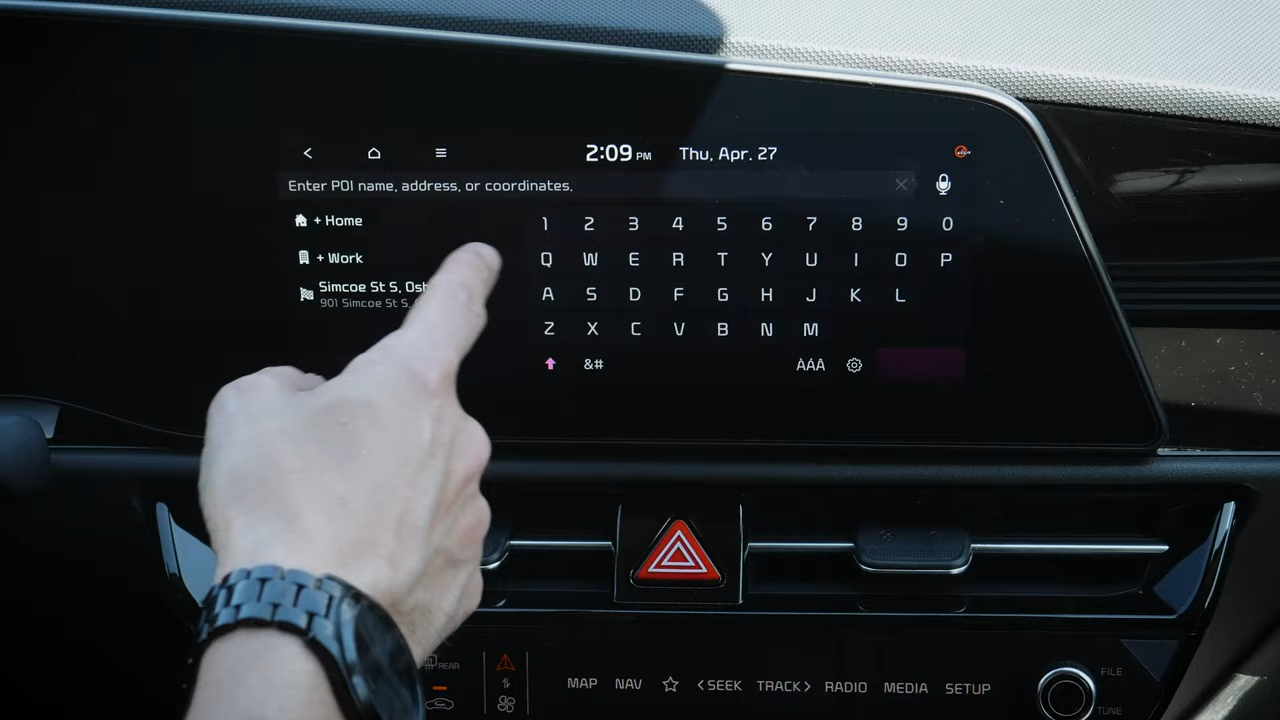 2:09 PM Thu, Apr. 27
Enter POI name, address, or coordinates.
+ Home
+ Work
Simcoe St S, Osh
901 Simcoe St S,
1 2 3 4 5 6 7 8 9 0
Q W E R T Y U I O P
A S D F G H J K L
Z X C V B N M
&# ÀÁÂ
REAR
MAP NAV < SEEK TRACK > RADIO MEDIA SETUP
FILE
TUNE